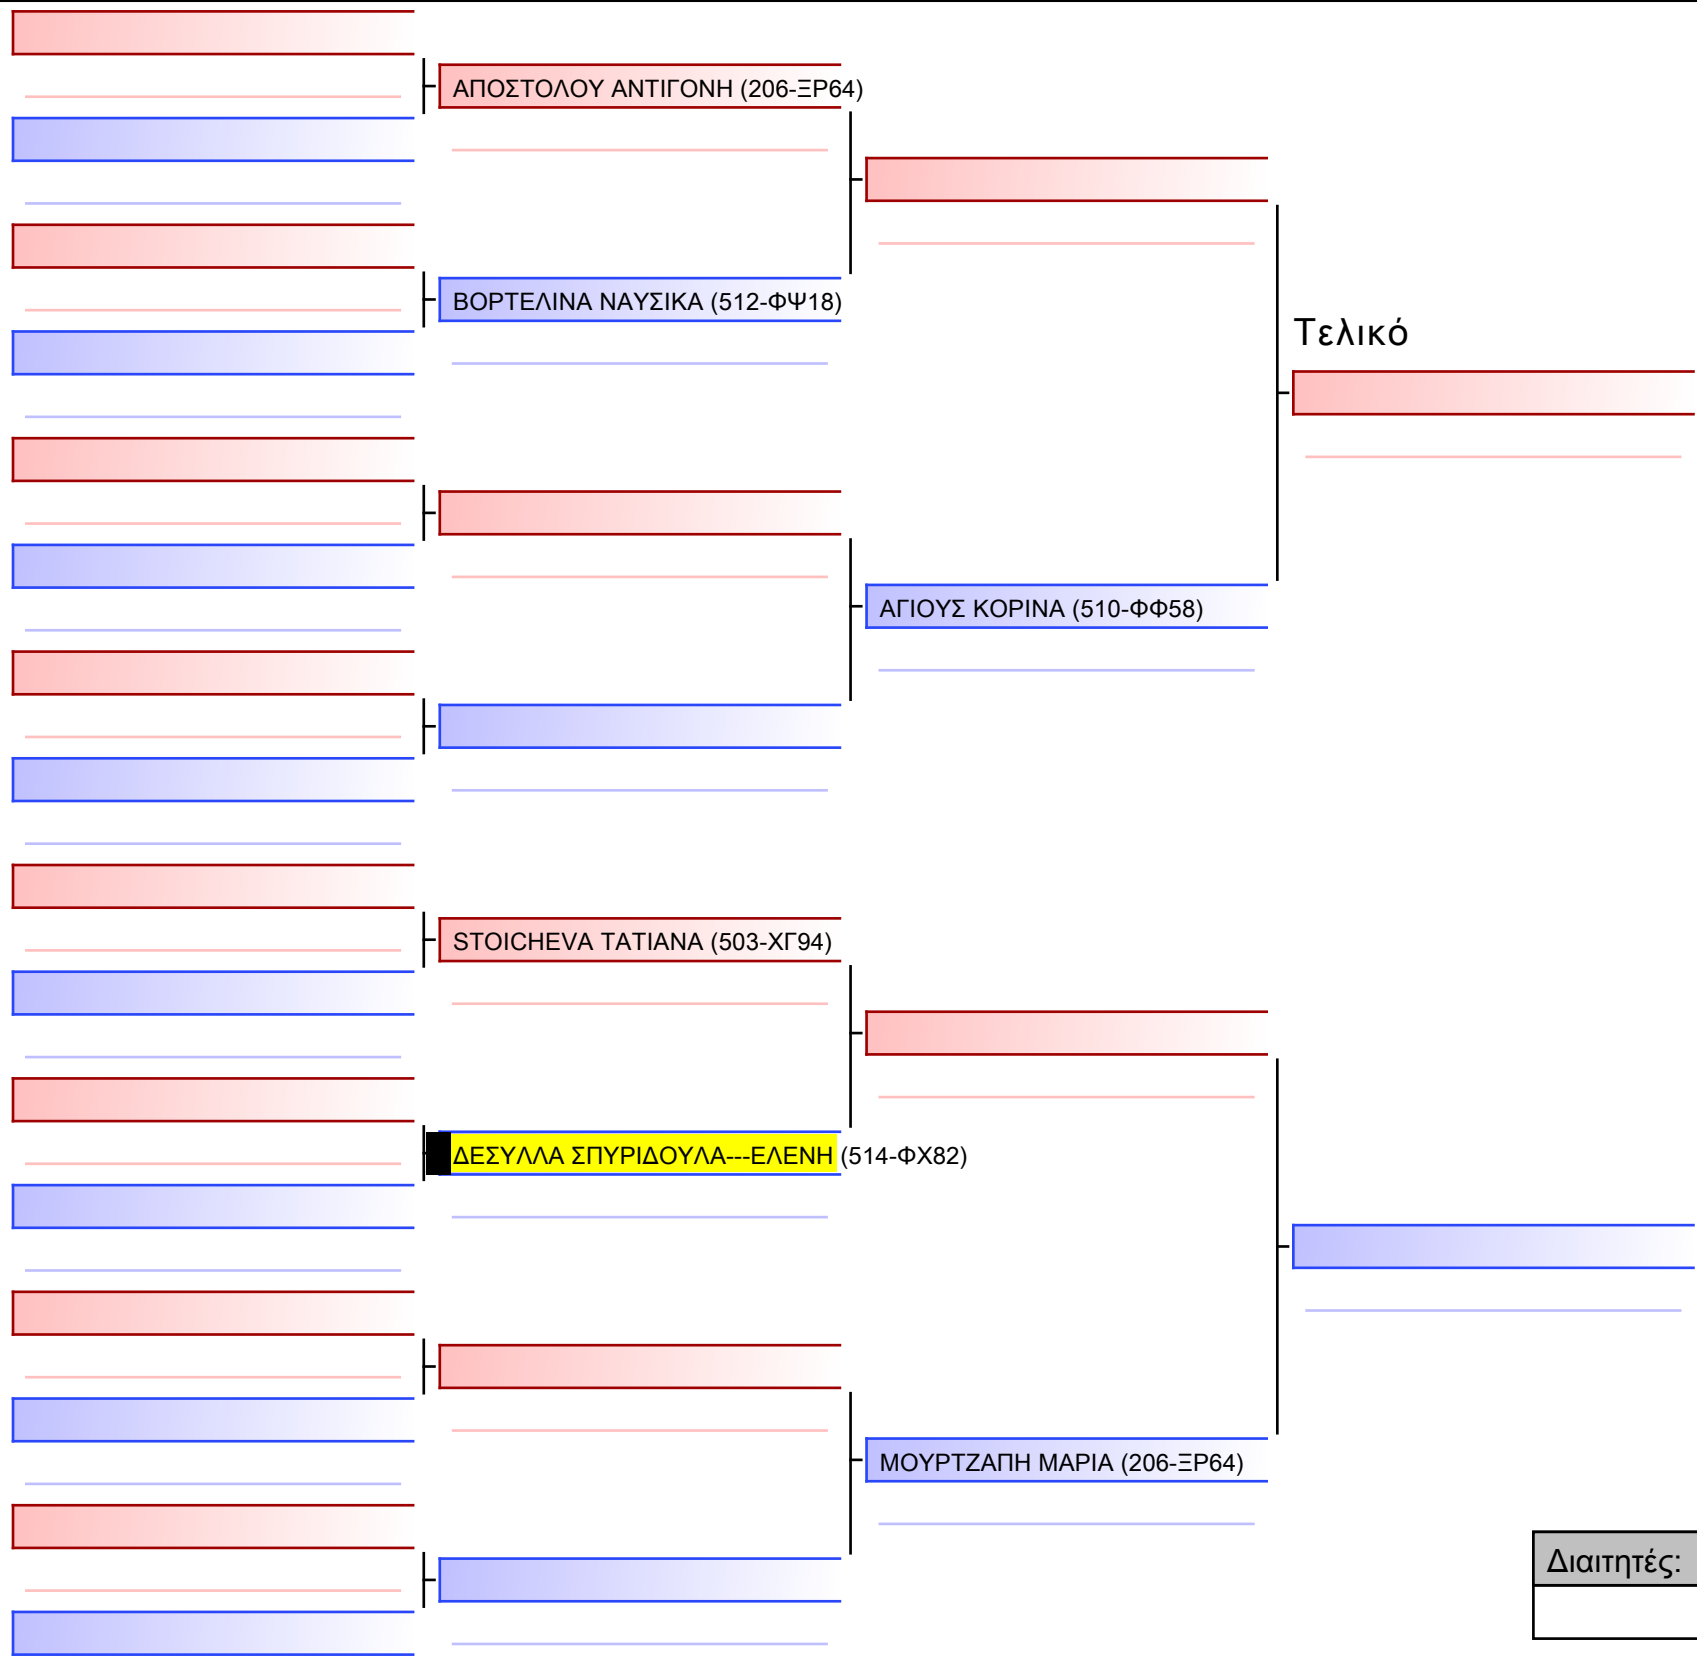 ΑΠΟΣΤΟΛΟΥ ΑΝΤΙΓΟΝΗ (206-ΞΡ64)
ΒΟΡΤΕΛΙΝΑ ΝΑΥΣΙΚΑ (512-ΦΨ18)
Τελικό
ΑΓΙΟΥΣ ΚΟΡΙΝΑ (510-ΦΦ58)
STOICHEVA TATIANA (503-ΧΓ94)
ΔΕΣΥΛΛΑ ΣΠΥΡΙΔΟΥΛΑ---ΕΛΕΝΗ (514-ΦΧ82)
ΜΟΥΡΤΖΑΠΗ ΜΑΡΙΑ (206-ΞΡ64)
Διαιτητές: